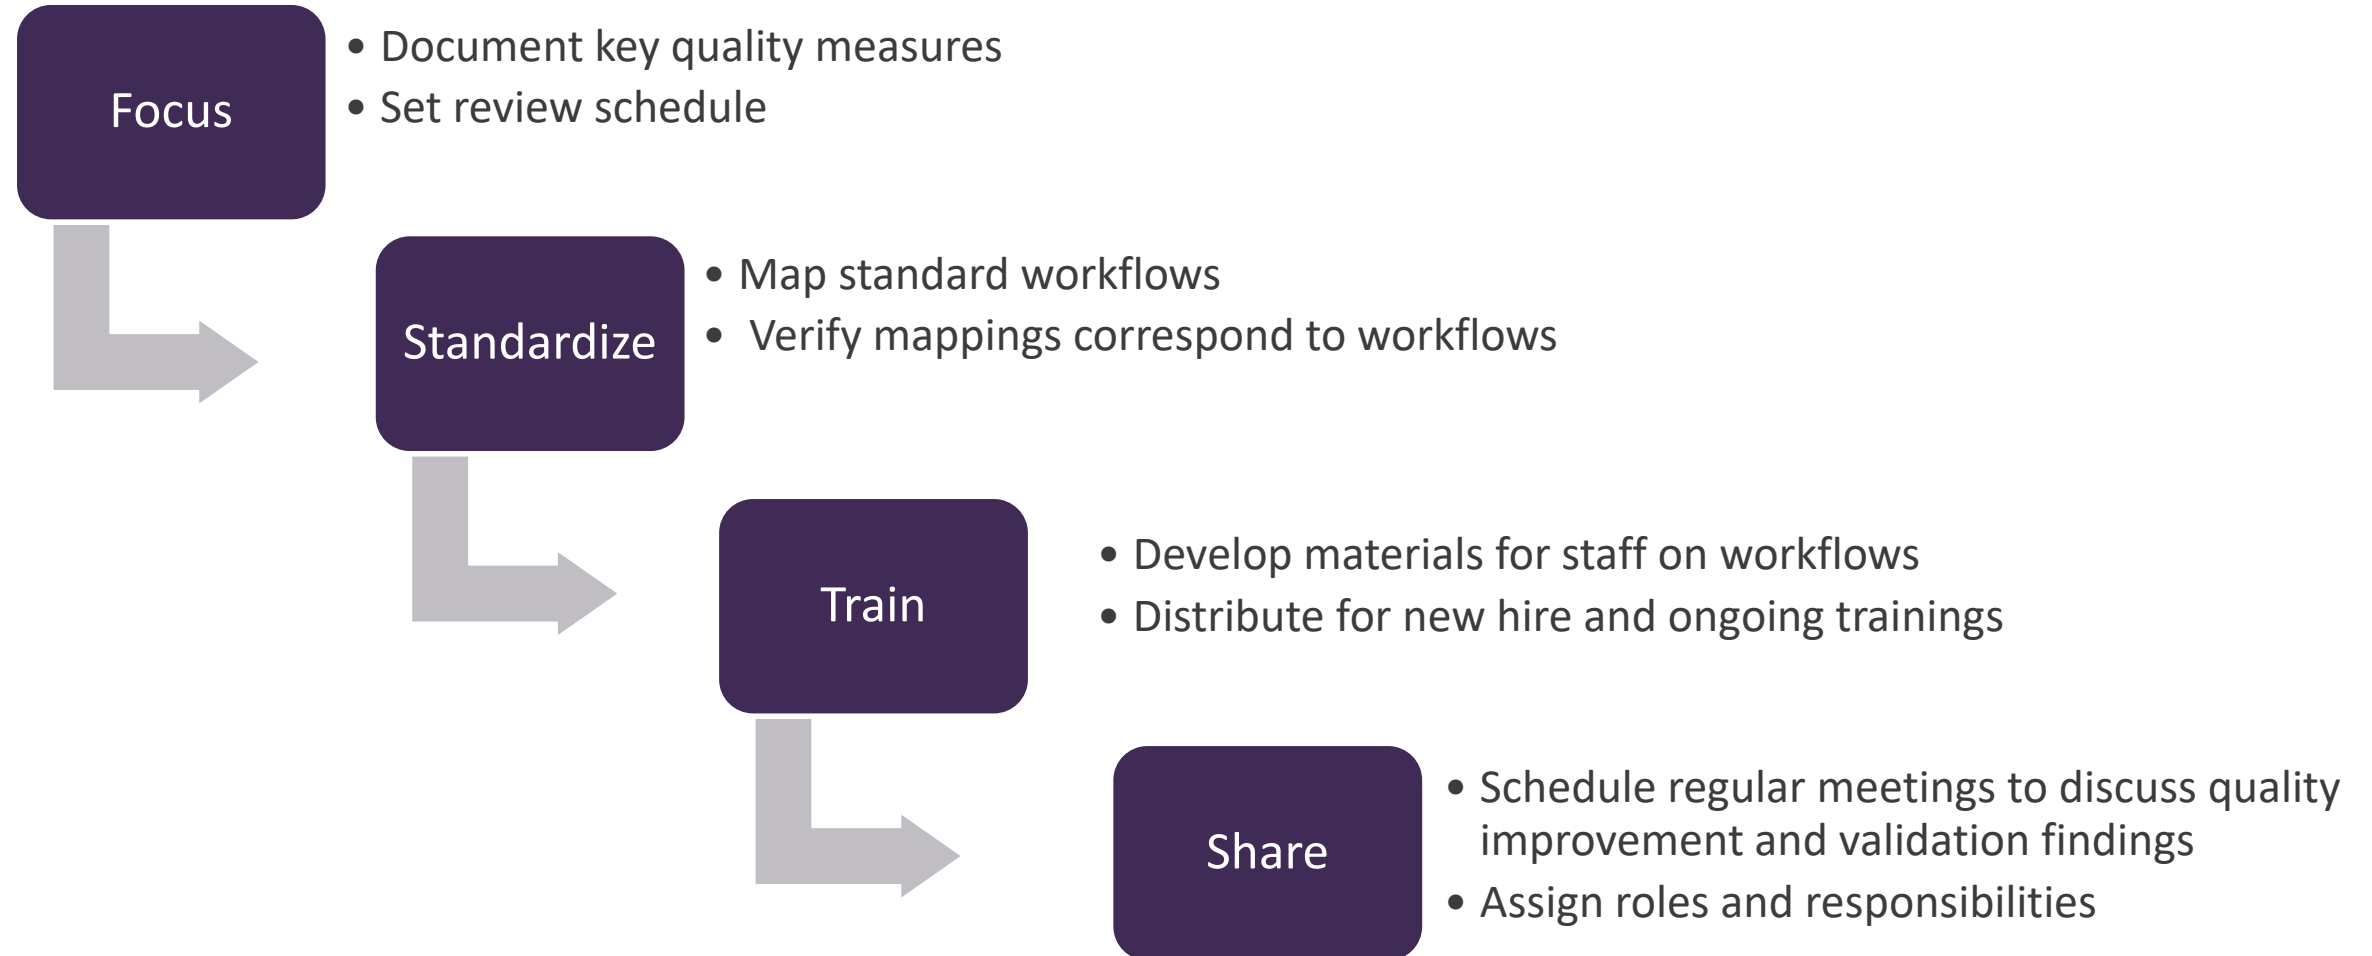 Focus
• Document key quality measures
• Set review schedule
Standardize
• Map standard workflows
• Verify mappings correspond to workflows
Train
• Develop materials for staff on workflows
• Distribute for new hire and ongoing trainings
Share
• Schedule regular meetings to discuss quality
improvement and validation findings
• Assign roles and responsibilities